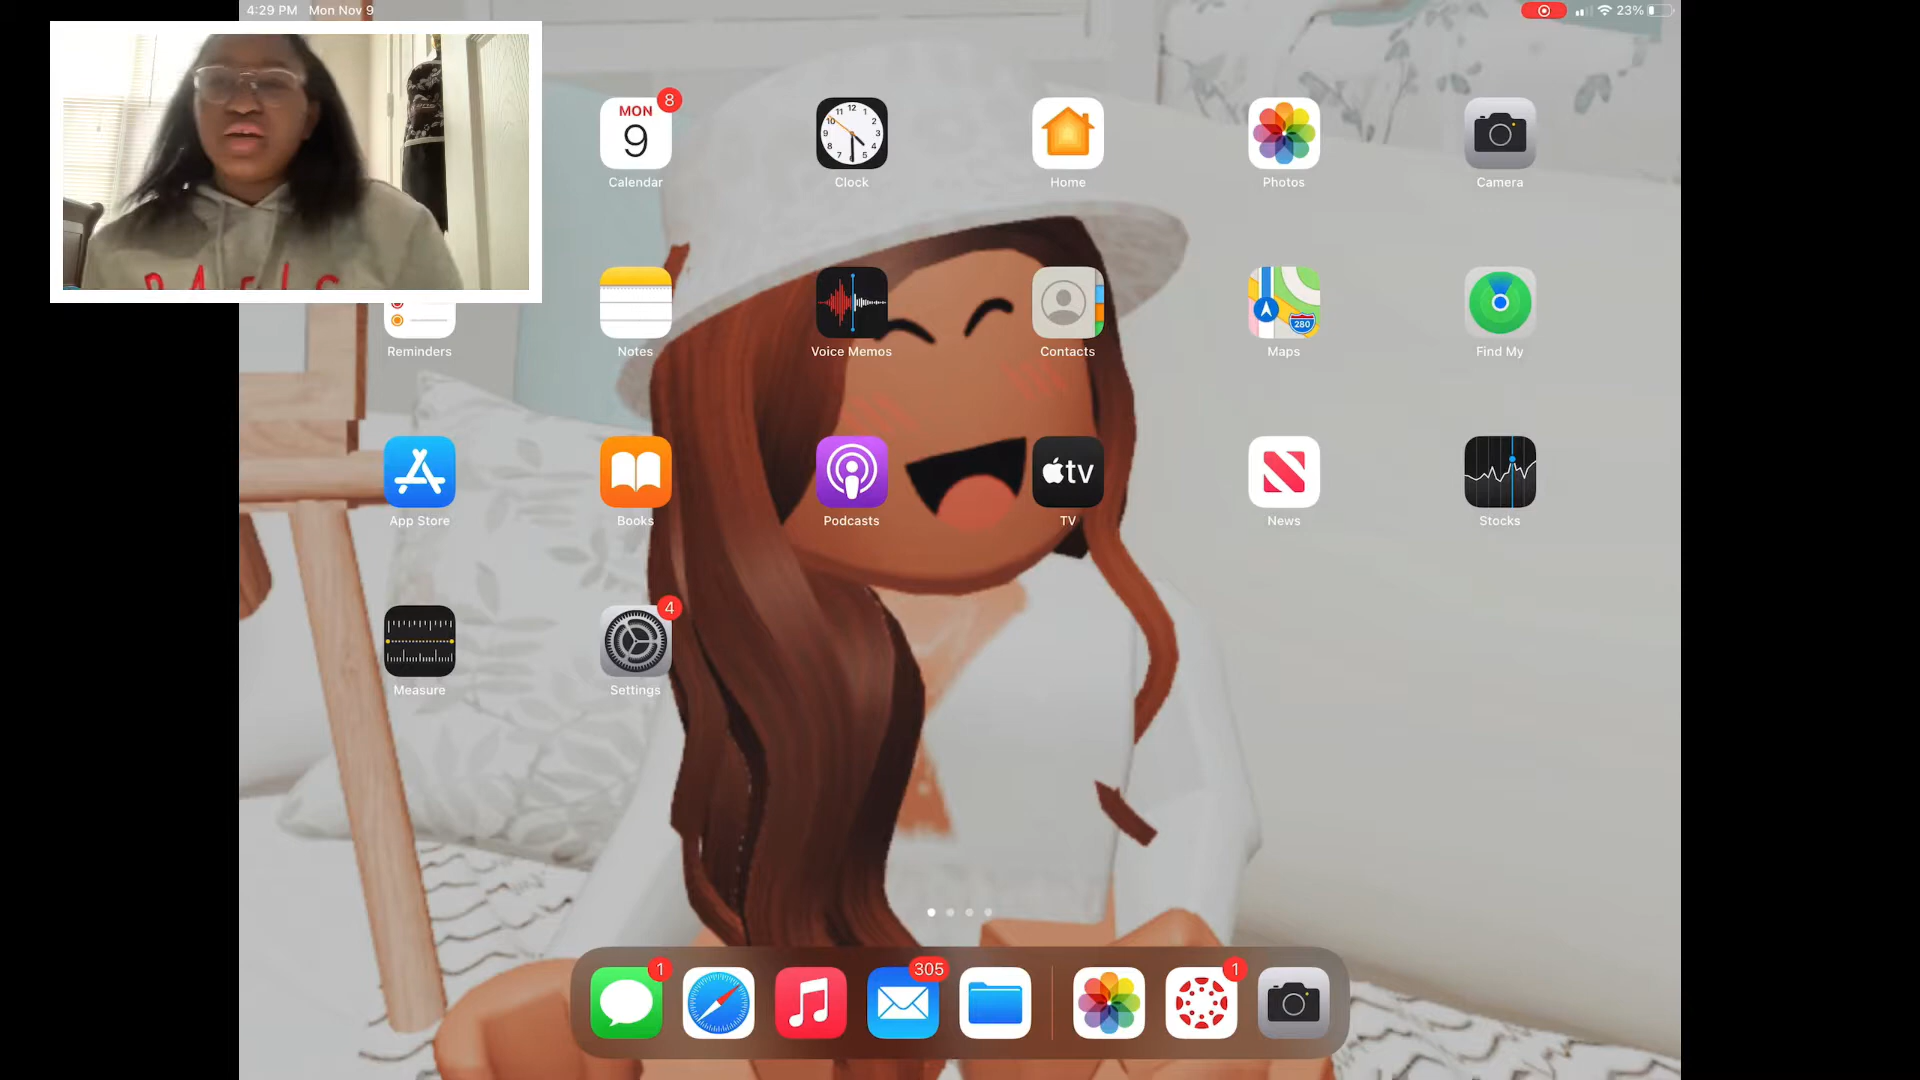 4:29 PM Mon Nov 9
23%
MON 8
9
Calendar
Clock
Home
Photos
Camera
Reminders
Notes
Voice Memos
Contacts
280
Maps
Find My
App Store
Books
Podcasts
tv
TV
News
Stocks
Measure
4
Settings
1
305
1